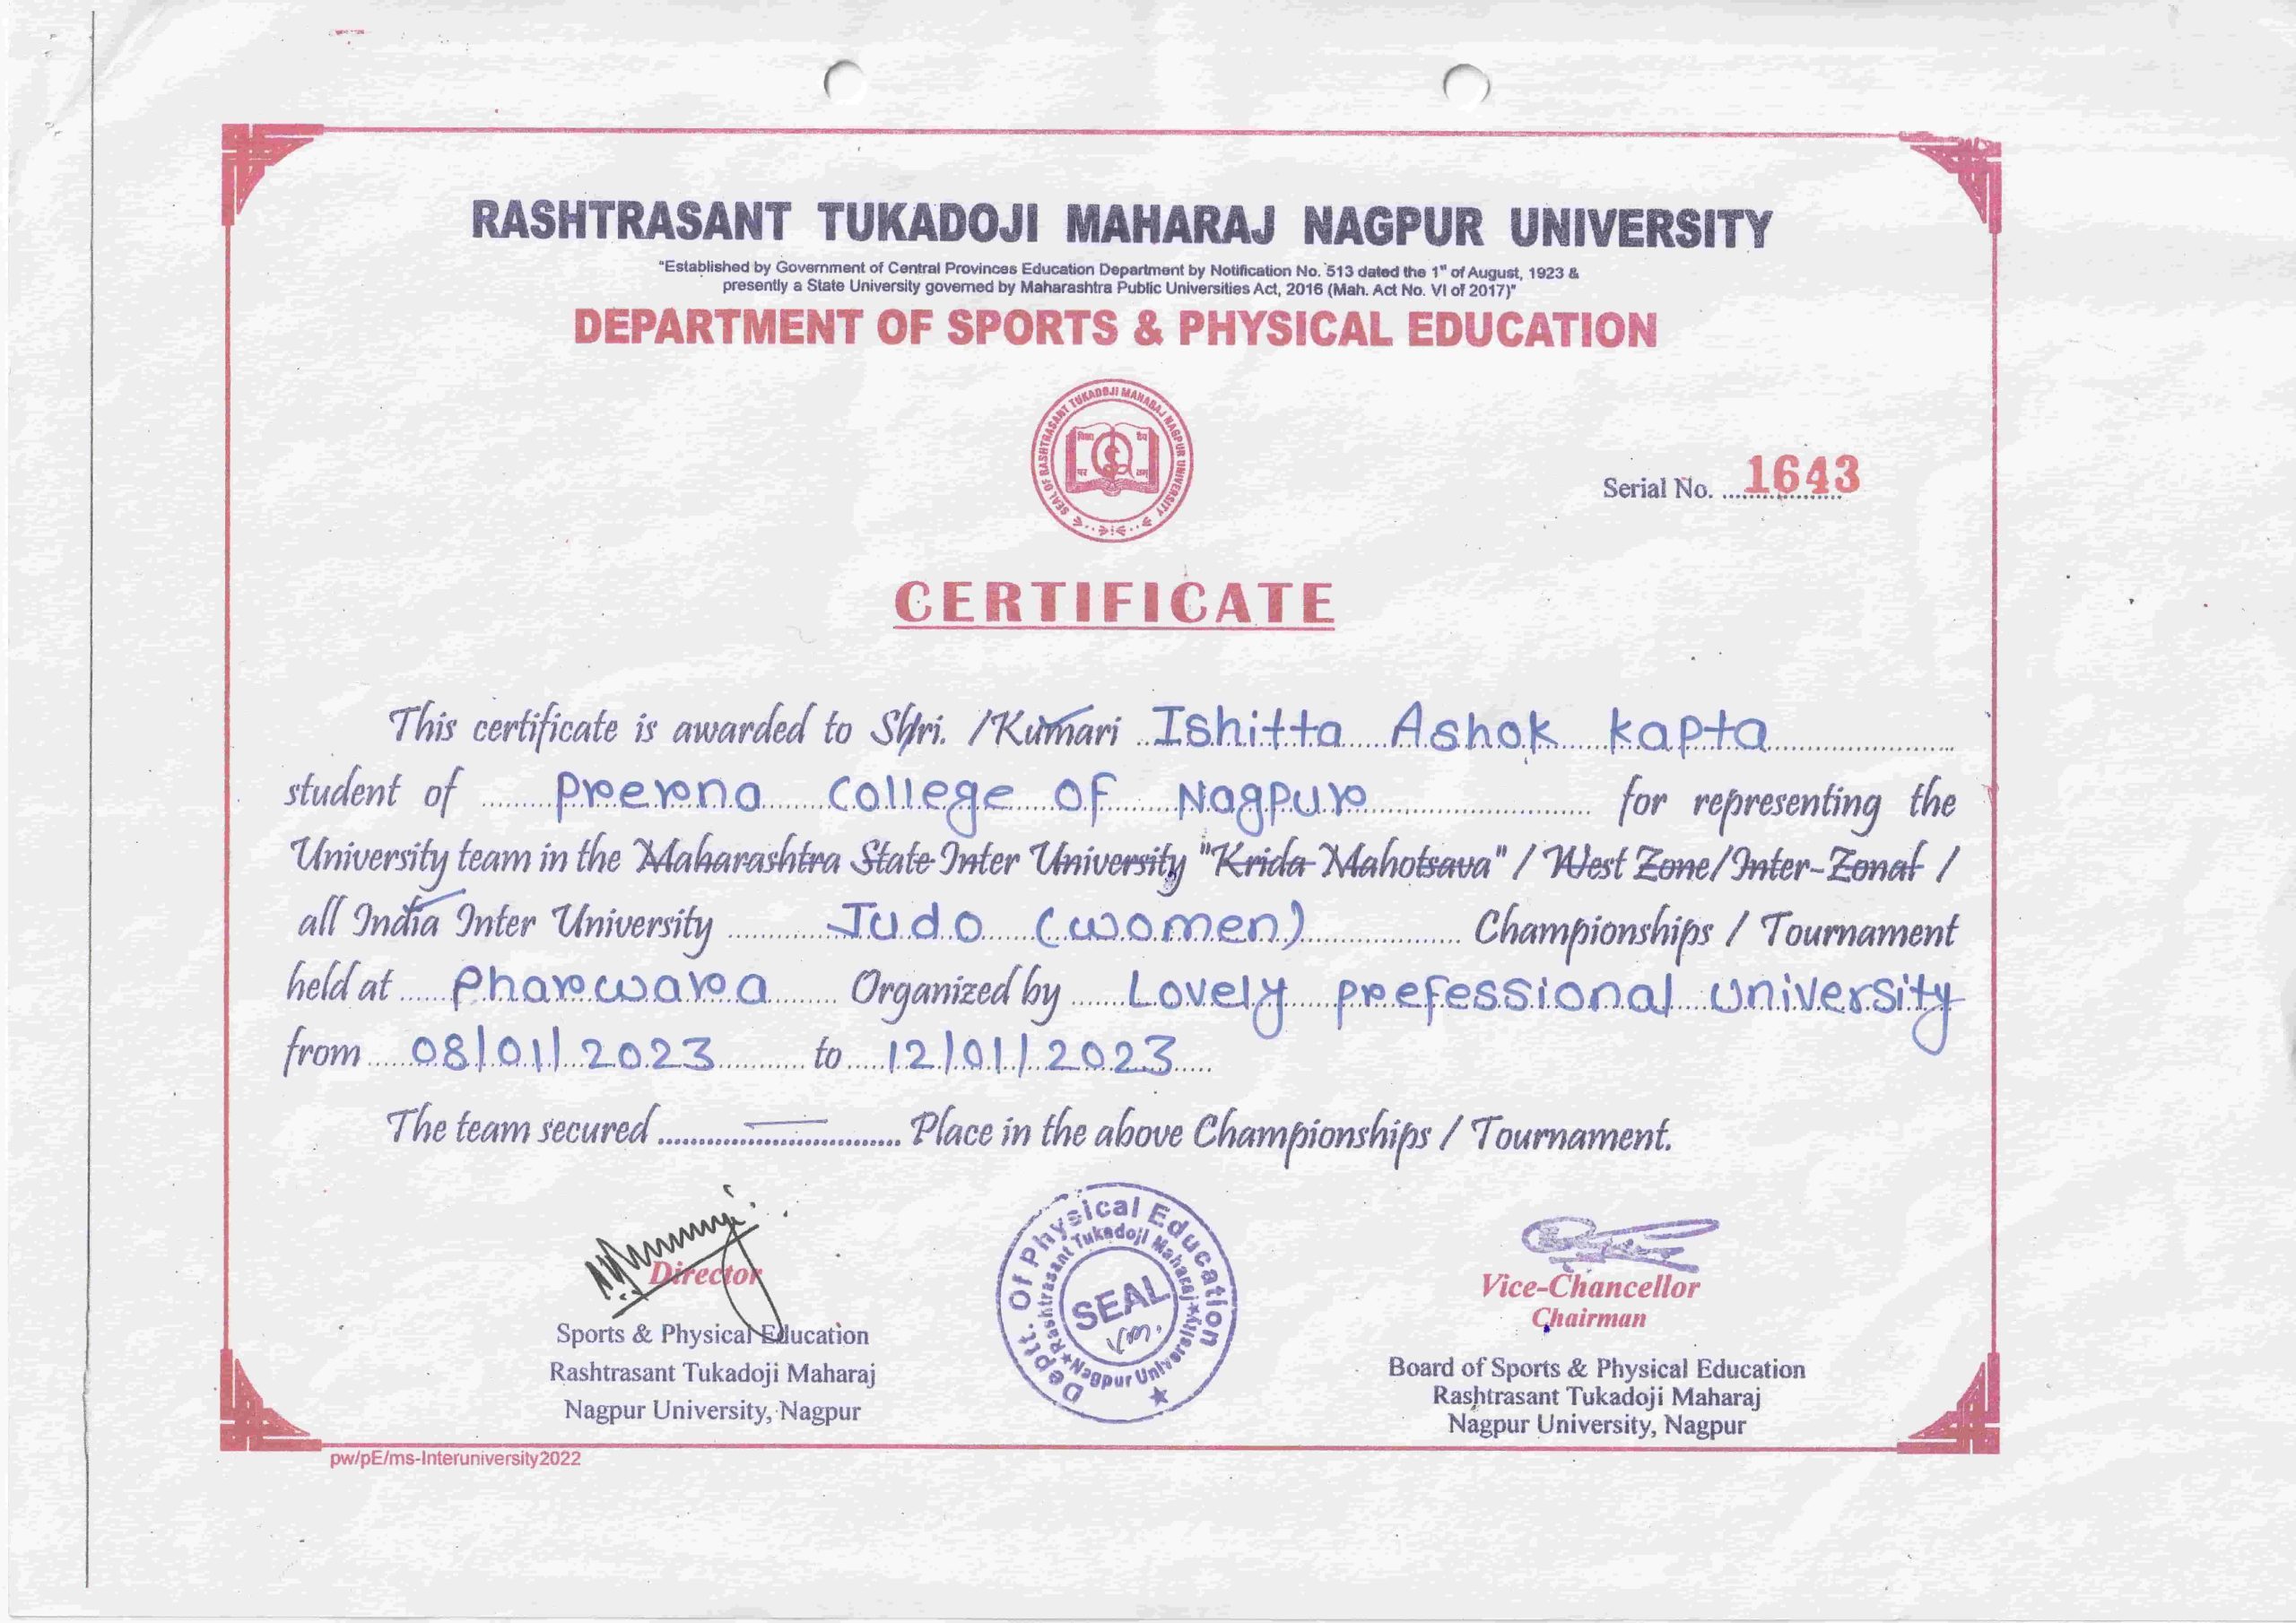 RASHTRASANT TUKADOJI MAHARAJ NAGPUR UNIVERSITY
"Established by Government of Central Provinces Education Department by Notification No. 513 dated the 1st of August, 1923 &
presently a State University governed by Maharashtra Public Universities Act, 2016 (Mah. Act No. VI of 2017)"
DEPARTMENT OF SPORTS & PHYSICAL EDUCATION
SEAL OF RASHTRASANT TUKADOJI MAHARAJ NAGPUR UNIVERSITY
Serial No. 1643
CERTIFICATE
This certificate is awarded to Shri. /Kumari Ishitta Ashok kapta
student of prerna college of Nagpur for representing the
University team in the Maharashtra State Inter University "Krida Mahotsava" / West Zone/Inter-Zonal /
all India Inter University Judo (women) Championships / Tournament
held at Pharwara Organized by Lovely prefessional university
from 08/01/2023 to 12/01/2023
The team secured — Place in the above Championships / Tournament.
Director
Sports & Physical Education
Rashtrasant Tukadoji Maharaj
Nagpur University, Nagpur
Deptt. Of Physical Education
Rashtrasant Tukadoji Maharaj Nagpur University
SEAL
Vice-Chancellor
Chairman
Board of Sports & Physical Education
Rashtrasant Tukadoji Maharaj
Nagpur University, Nagpur
pw/pE/ms-Interuniversity2022